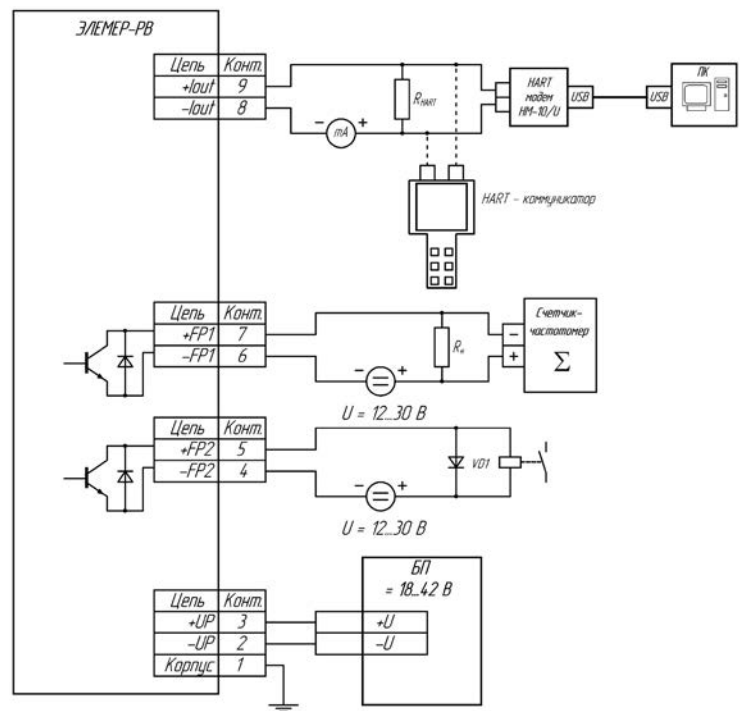 ЭЛЕМЕР-РВ
Цепь Конт.
+Iout 9
-Iout 8
R HART
- mA +
HART модем НМ-10/U
USB
USB
ПК
HART - коммуникатор
Цепь Конт.
+FP1 7
-FP1 6
- = +
U = 12...30 В
Rн
- +
Счетчик-
частотомер
Σ
Цепь Конт.
+FP2 5
-FP2 4
- = +
U = 12...30 В
VD1
БП
= 18...42 В
Цепь Конт.
+UP 3
-UP 2
Корпус 1
+U
-U